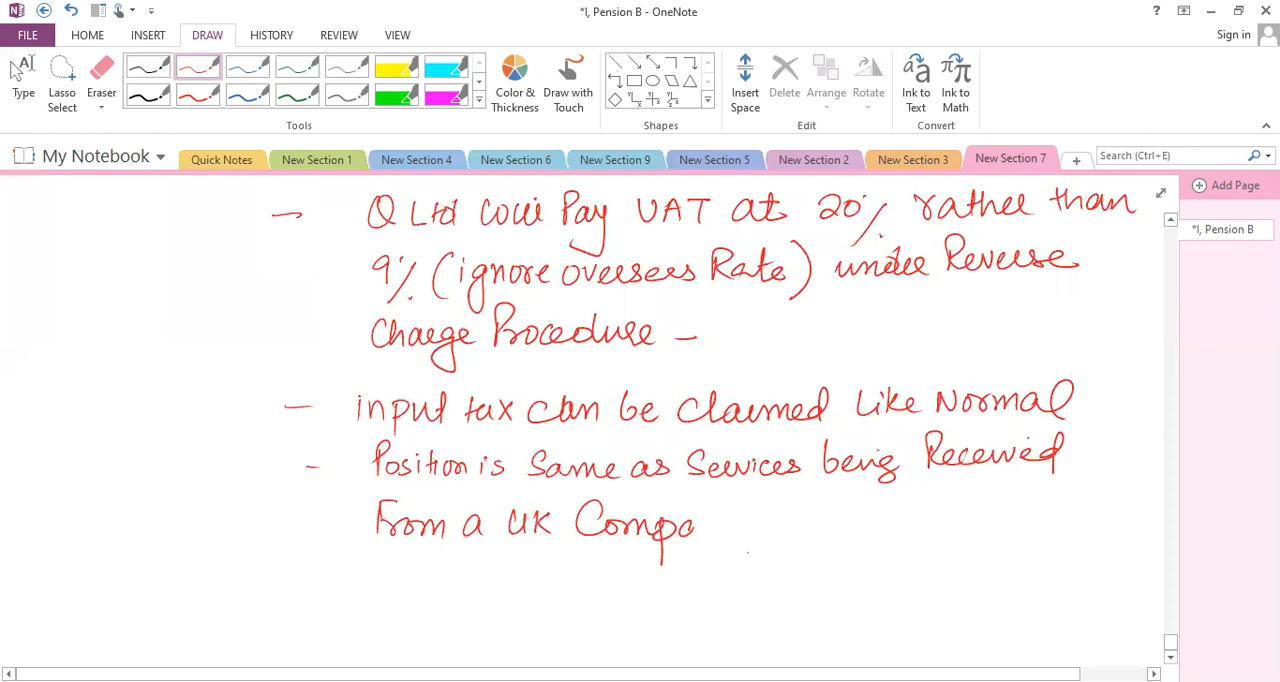 *I, Pension B - OneNote
FILE HOME INSERT DRAW HISTORY REVIEW VIEW Sign in
Type Lasso Select Eraser Color & Thickness Draw with Touch Insert Space Delete Arrange Rotate Ink to Text Ink to Math
Tools Shapes Edit Convert
My Notebook Quick Notes New Section 1 New Section 4 New Section 6 New Section 9 New Section 5 New Section 2 New Section 3 New Section 7 + Search (Ctrl+E)
Add Page
*I, Pension B
- Q Ltd will Pay VAT at 20% rather than
9% (ignore oversees Rate) under Reverse
Charge Procedure -
- input tax can be claimed Like Normal
- Position is Same as Services being Received
From a UK Compa